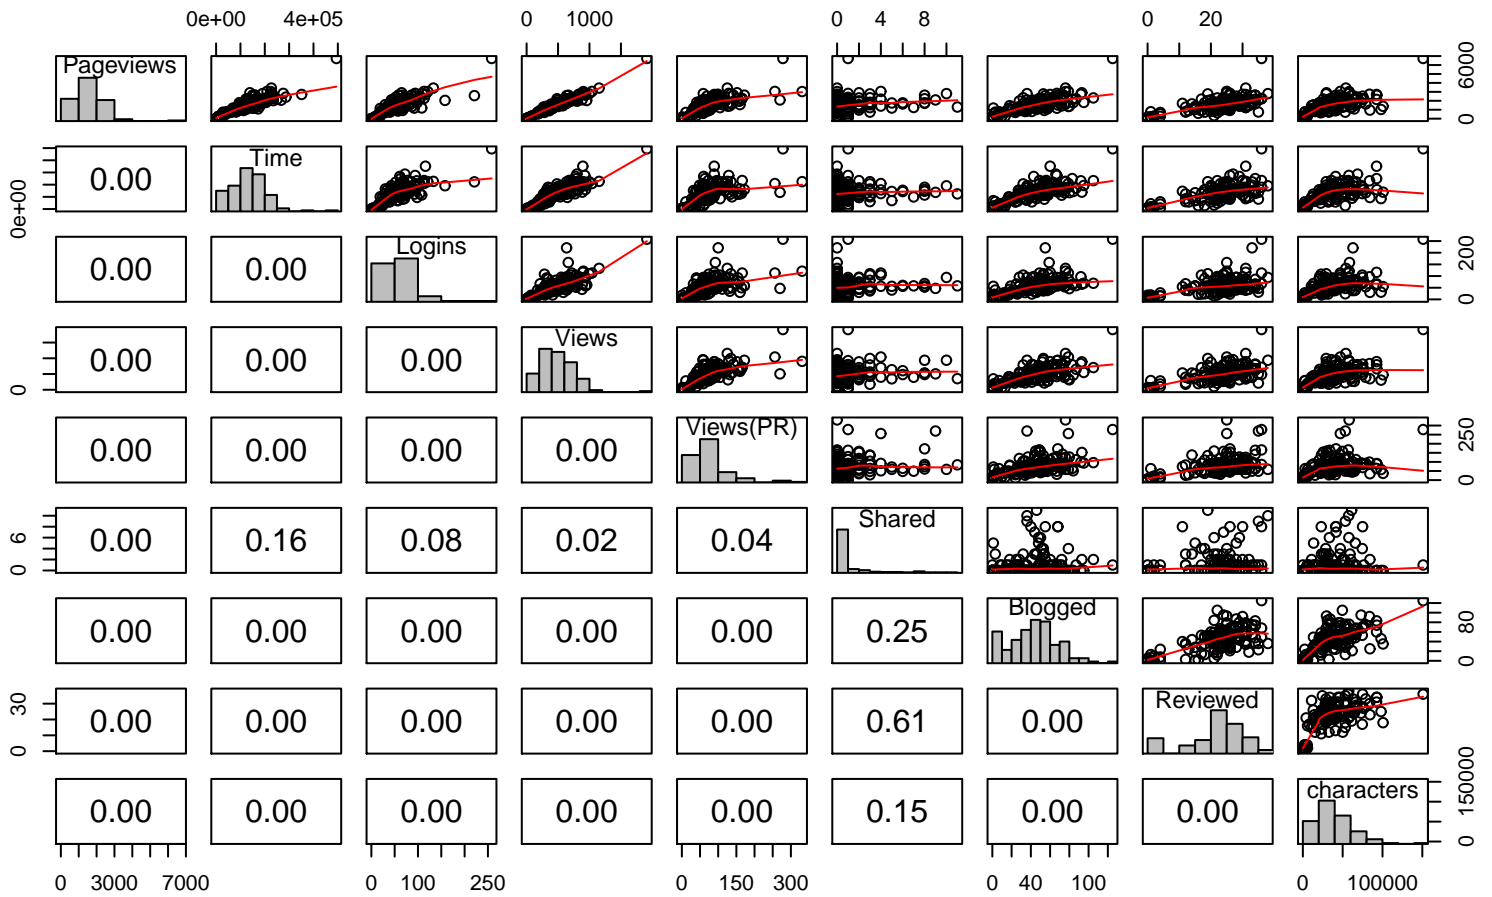 0e+00 4e+05 0 1000 0 4 8 0 20
Pageviews 0 6000
0e+00 0.00 Time
0.00 0.00 Logins 0 200
0 0.00 0.00 0.00 Views
0.00 0.00 0.00 0.00 Views(PR) 0 250
0 6 0.00 0.16 0.08 0.02 0.04 Shared
0.00 0.00 0.00 0.00 0.00 0.25 Blogged 0 80
0 30 0.00 0.00 0.00 0.00 0.00 0.61 0.00 Reviewed
0.00 0.00 0.00 0.00 0.00 0.15 0.00 0.00 characters 0 150000
0 3000 7000 0 100 250 0 150 300 0 40 100 0 100000